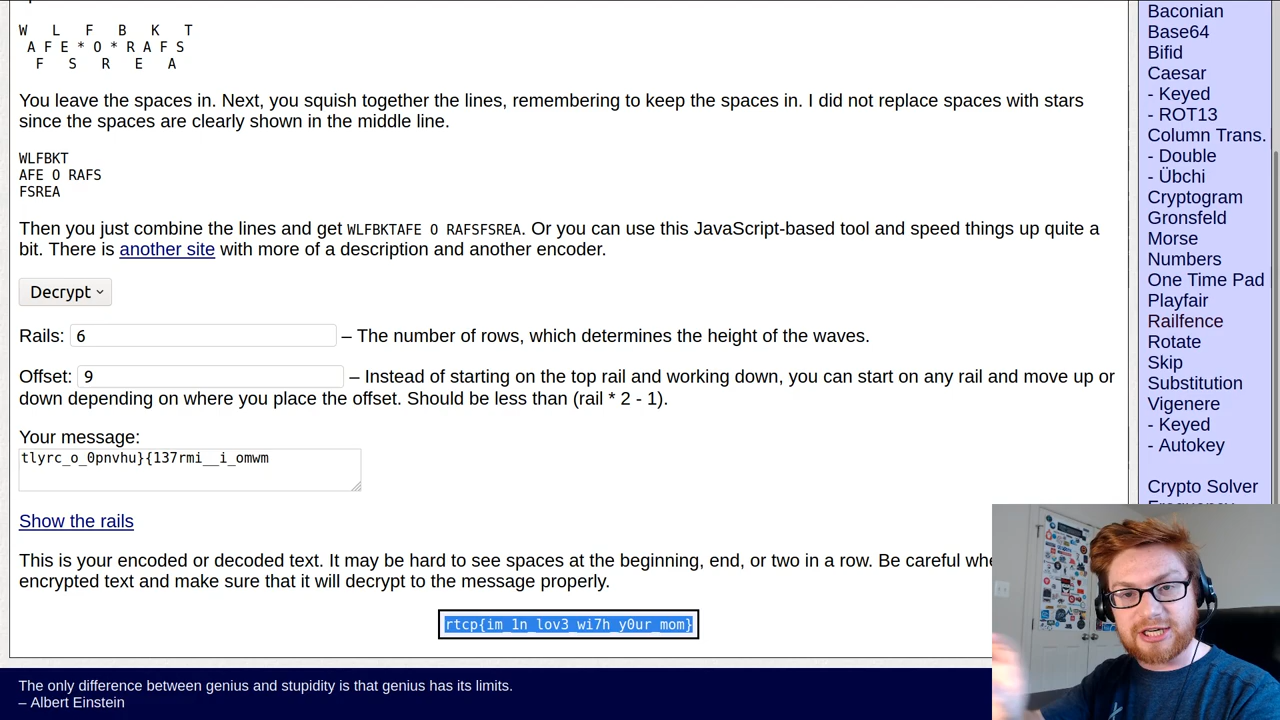 W   L   F   B   K   T
A F E * O * R A F S
F   S   R   E   A
You leave the spaces in. Next, you squish together the lines, remembering to keep the spaces in. I did not replace spaces with stars
since the spaces are clearly shown in the middle line.
WLFBKT
AFE O RAFS
FSREA
Then you just combine the lines and get WLFBKTAFE O RAFSFSREA. Or you can use this JavaScript-based tool and speed things up quite a
bit. There is another site with more of a description and another encoder.
Decrypt
Rails: 6 – The number of rows, which determines the height of the waves.
Offset: 9 – Instead of starting on the top rail and working down, you can start on any rail and move up or
down depending on where you place the offset. Should be less than (rail * 2 - 1).
Your message:
tlyrc_o_0pnvhu}{137rmi__i_omwm
Show the rails
This is your encoded or decoded text. It may be hard to see spaces at the beginning, end, or two in a row. Be careful whe
encrypted text and make sure that it will decrypt to the message properly.
rtcp{im_1n_lov3_wi7h_y0ur_mom}
The only difference between genius and stupidity is that genius has its limits.
– Albert Einstein
Baconian
Base64
Bifid
Caesar
- Keyed
- ROT13
Column Trans.
- Double
- Übchi
Cryptogram
Gronsfeld
Morse
Numbers
One Time Pad
Playfair
Railfence
Rotate
Skip
Substitution
Vigenere
- Keyed
- Autokey
Crypto Solver